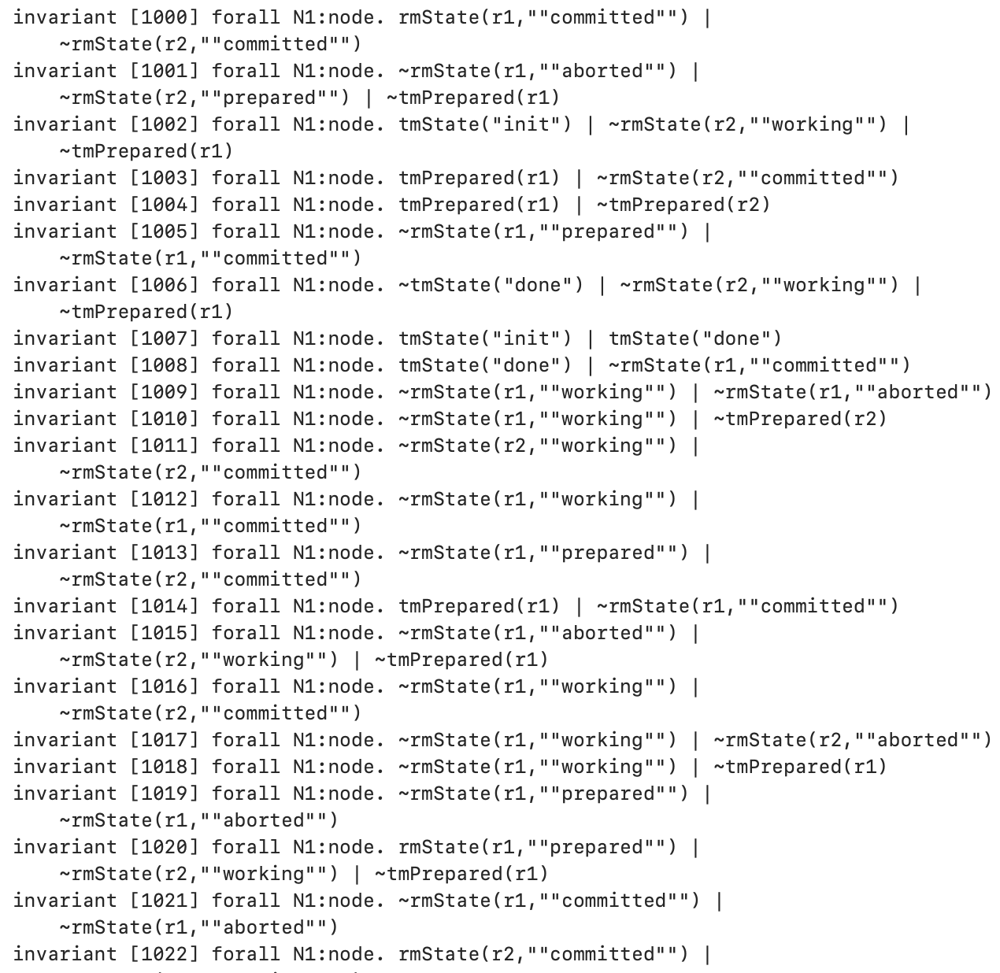 invariant [1000] forall N1:node. rmState(r1,""committed"") |
~rmState(r2,""committed"")
invariant [1001] forall N1:node. ~rmState(r1,""aborted"") |
~rmState(r2,""prepared"") | ~tmPrepared(r1)
invariant [1002] forall N1:node. tmState("init") | ~rmState(r2,""working"") |
~tmPrepared(r1)
invariant [1003] forall N1:node. tmPrepared(r1) | ~rmState(r2,""committed"")
invariant [1004] forall N1:node. tmPrepared(r1) | ~tmPrepared(r2)
invariant [1005] forall N1:node. ~rmState(r1,""prepared"") |
~rmState(r1,""committed"")
invariant [1006] forall N1:node. ~tmState("done") | ~rmState(r2,""working"") |
~tmPrepared(r1)
invariant [1007] forall N1:node. tmState("init") | tmState("done")
invariant [1008] forall N1:node. tmState("done") | ~rmState(r1,""committed"")
invariant [1009] forall N1:node. ~rmState(r1,""working"") | ~rmState(r1,""aborted"")
invariant [1010] forall N1:node. ~rmState(r1,""working"") | ~tmPrepared(r2)
invariant [1011] forall N1:node. ~rmState(r2,""working"") |
~rmState(r2,""committed"")
invariant [1012] forall N1:node. ~rmState(r1,""working"") |
~rmState(r1,""committed"")
invariant [1013] forall N1:node. ~rmState(r1,""prepared"") |
~rmState(r2,""committed"")
invariant [1014] forall N1:node. tmPrepared(r1) | ~rmState(r1,""committed"")
invariant [1015] forall N1:node. ~rmState(r1,""aborted"") |
~rmState(r2,""working"") | ~tmPrepared(r1)
invariant [1016] forall N1:node. ~rmState(r1,""working"") |
~rmState(r2,""committed"")
invariant [1017] forall N1:node. ~rmState(r1,""working"") | ~rmState(r2,""aborted"")
invariant [1018] forall N1:node. ~rmState(r1,""working"") | ~tmPrepared(r1)
invariant [1019] forall N1:node. ~rmState(r1,""prepared"") |
~rmState(r1,""aborted"")
invariant [1020] forall N1:node. rmState(r1,""prepared"") |
~rmState(r2,""working"") | ~tmPrepared(r1)
invariant [1021] forall N1:node. ~rmState(r1,""committed"") |
~rmState(r1,""aborted"")
invariant [1022] forall N1:node. rmState(r2,""committed"") |